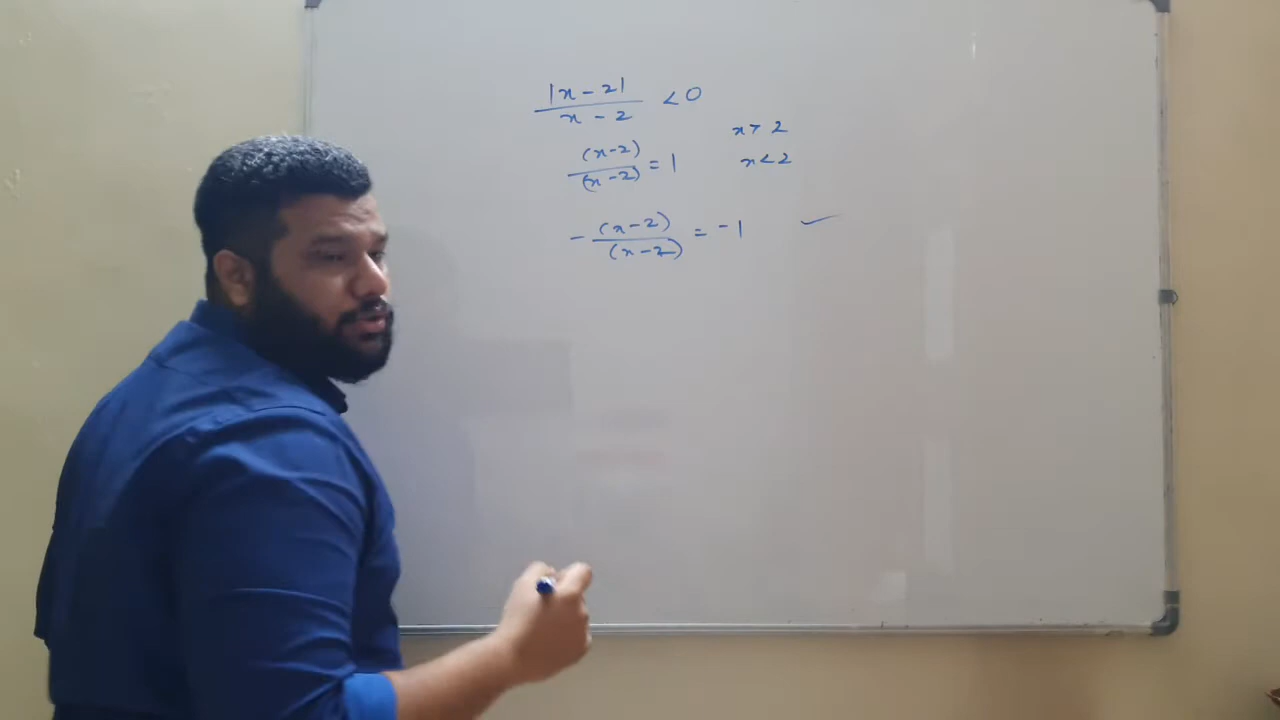 |x-2| / x-2 < 0
x > 2
(x-2) / (x-2) = 1
x < 2
- (x-2) / (x-2) = -1 ✓